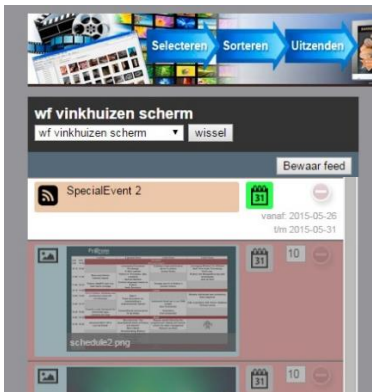 Selecteren Sorteren Uitzenden
wf vinkhuizen scherm
wf vinkhuizen scherm wissel
Bewaar feed
SpecialEvent 2
31
vanaf: 2015-05-26
t/m 2015-05-31
31 10
schedule2.png
31 10